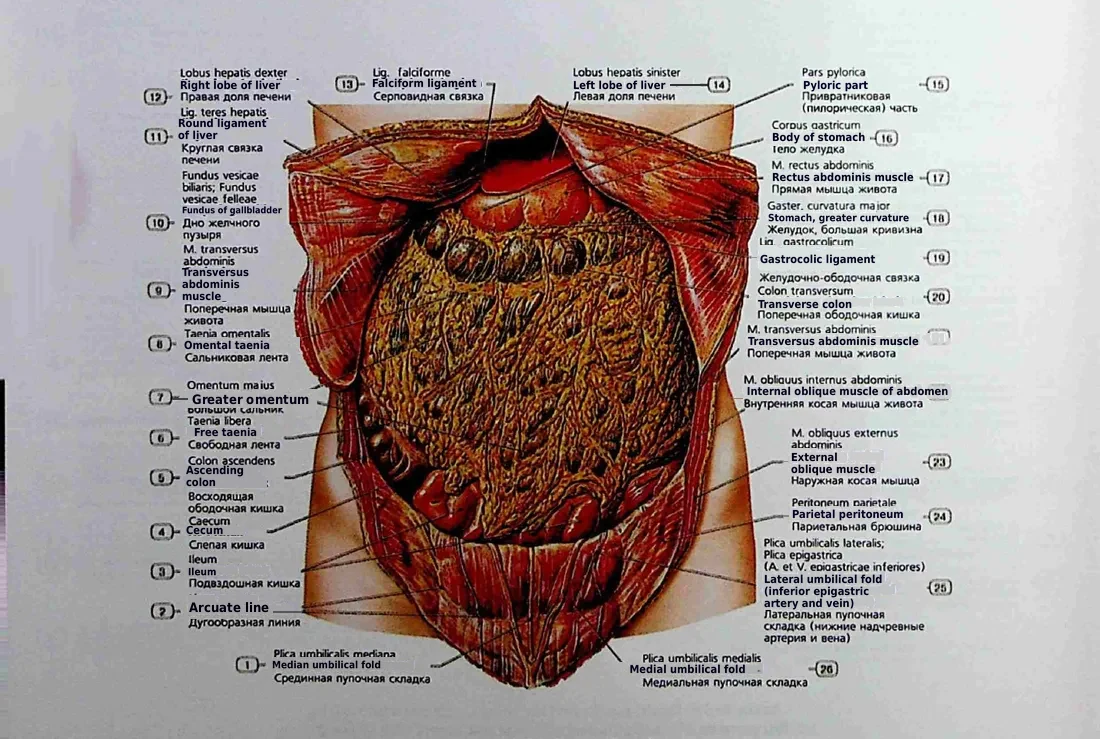 Lobus hepatis dexter
Right lobe of liver
12
Правая доля печени
Lig. teres hepatis
Round ligament
11
of liver
Круглая связка
печени
Fundus vesicae
biliaris; Fundus
vesicae felleae
Fundus of gallbladder
10
Дно желчного
пузыря
M. transversus
abdominis
Transversus
abdominis
9
muscle
Поперечная мышца
живота
Taenia omentalis
8
Omental taenia
Сальниковая лента
Omentum majus
7
Greater omentum
Большой сальник
Taenia libera
6
Free taenia
Свободная лента
Colon ascendens
5
Ascending
colon
Восходящая
ободочная кишка
Caecum
4
Cecum
Слепая кишка
Ileum
3
Ileum
Подвздошная кишка
2
Arcuate line
Дугообразная линия
Plica umbilicalis mediana
1
Median umbilical fold
Срединная пупочная складка
Lig. falciforme
13
Falciform ligament
Серповидная связка
Lobus hepatis sinister
Left lobe of liver
14
Левая доля печени
Pars pylorica
Pyloric part
15
Привратниковая
(пилорическая) часть
Corpus gastricum
Body of stomach
16
Тело желудка
M. rectus abdominis
Rectus abdominis muscle
17
Прямая мышца живота
Gaster, curvatura major
Stomach, greater curvature
18
Желудок, большая кривизна
Lig. gastrocolicum
Gastrocolic ligament
19
Желудочно-ободочная связка
Colon transversum
Transverse colon
20
Поперечная ободочная кишка
M. transversus abdominis
Transversus abdominis muscle
Поперечная мышца живота
M. obliquus internus abdominis
Internal oblique muscle of abdomen
Внутренняя косая мышца живота
M. obliquus externus
abdominis
External
23
oblique muscle
Наружная косая мышца
Peritoneum parietale
Parietal peritoneum
24
Париетальная брюшина
Plica umbilicalis lateralis;
Plica epigastrica
(A. et V. epigastricae inferiores)
Lateral umbilical fold
25
(inferior epigastric
artery and vein)
Латеральная пупочная
складка (нижние надчревные
артерия и вена)
Plica umbilicalis medialis
Medial umbilical fold
26
Медиальная пупочная складка